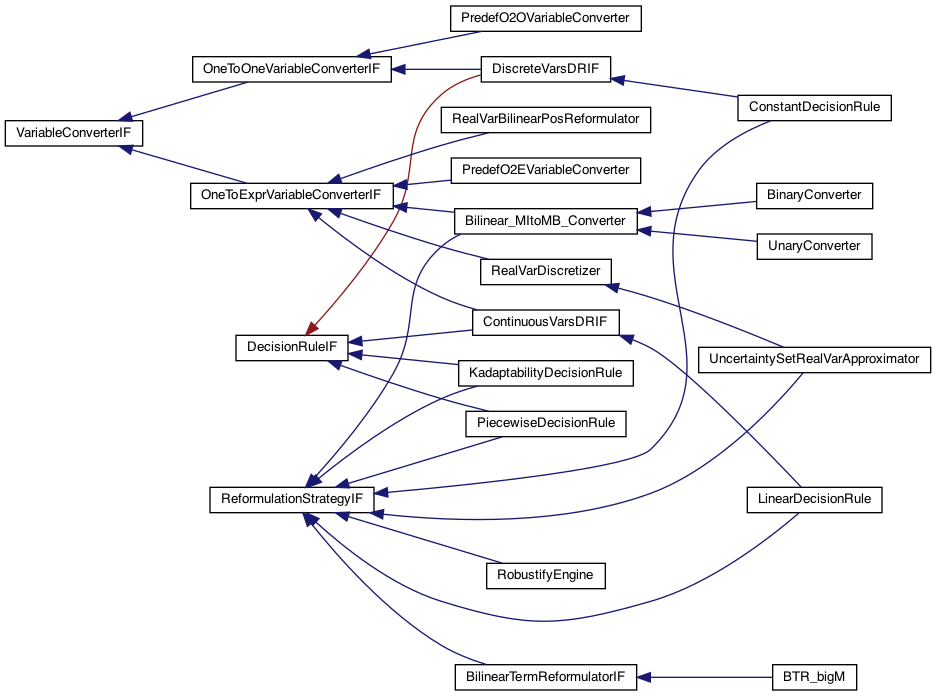 PredefO2OVariableConverter
OneToOneVariableConverterIF
DiscreteVarsDRIF
ConstantDecisionRule
RealVarBilinearPosReformulator
VariableConverterIF
PredefO2EVariableConverter
OneToExprVariableConverterIF
BinaryConverter
Bilinear_MItoMB_Converter
UnaryConverter
RealVarDiscretizer
ContinuousVarsDRIF
DecisionRuleIF
UncertaintySetRealVarApproximator
KadaptabilityDecisionRule
PiecewiseDecisionRule
ReformulationStrategyIF
LinearDecisionRule
RobustifyEngine
BilinearTermReformulatorIF
BTR_bigM